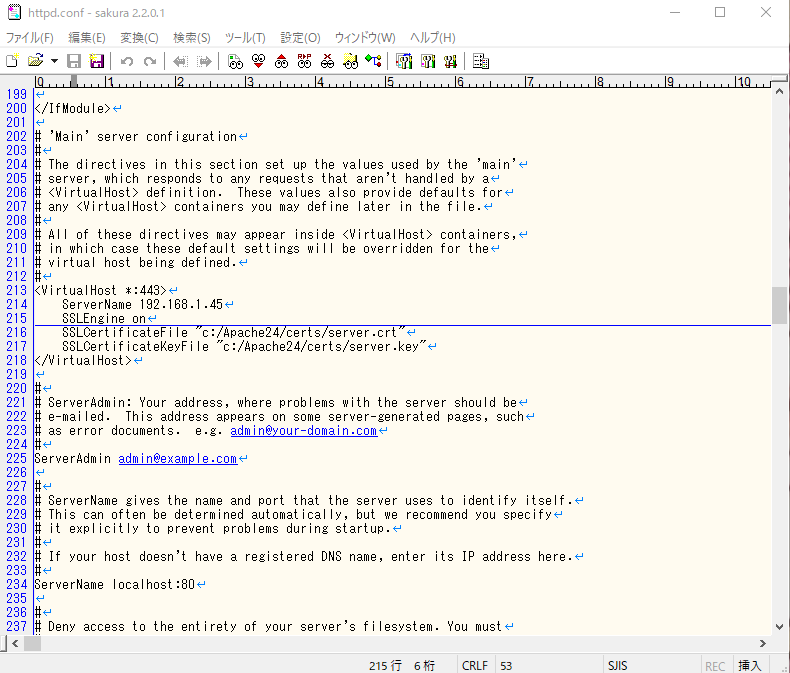 httpd.conf - sakura 2.2.0.1
ファイル(F) 編集(E) 変換(C) 検索(S) ツール(T) 設定(O) ウィンドウ(W) ヘルプ(H)
0 1 2 3 4 5 6 7 8 9 10
199
200 </IfModule>
201
202 # 'Main' server configuration
203 #
204 # The directives in this section set up the values used by the 'main'
205 # server, which responds to any requests that aren't handled by a
206 # <VirtualHost> definition.  These values also provide defaults for
207 # any <VirtualHost> containers you may define later in the file.
208 #
209 # All of these directives may appear inside <VirtualHost> containers,
210 # in which case these default settings will be overridden for the
211 # virtual host being defined.
212 #
213 <VirtualHost *:443>
214     ServerName 192.168.1.45
215     SSLEngine on
216     SSLCertificateFile "c:/Apache24/certs/server.crt"
217     SSLCertificateKeyFile "c:/Apache24/certs/server.key"
218 </VirtualHost>
219
220 #
221 # ServerAdmin: Your address, where problems with the server should be
222 # e-mailed.  This address appears on some server-generated pages, such
223 # as error documents.  e.g. admin@your-domain.com
224 #
225 ServerAdmin admin@example.com
226
227 #
228 # ServerName gives the name and port that the server uses to identify itself.
229 # This can often be determined automatically, but we recommend you specify
230 # it explicitly to prevent problems during startup.
231 #
232 # If your host doesn't have a registered DNS name, enter its IP address here.
233 #
234 ServerName localhost:80
235
236 #
237 # Deny access to the entirety of your server's filesystem. You must
215 行 6 桁 CRLF 53 SJIS REC 挿入